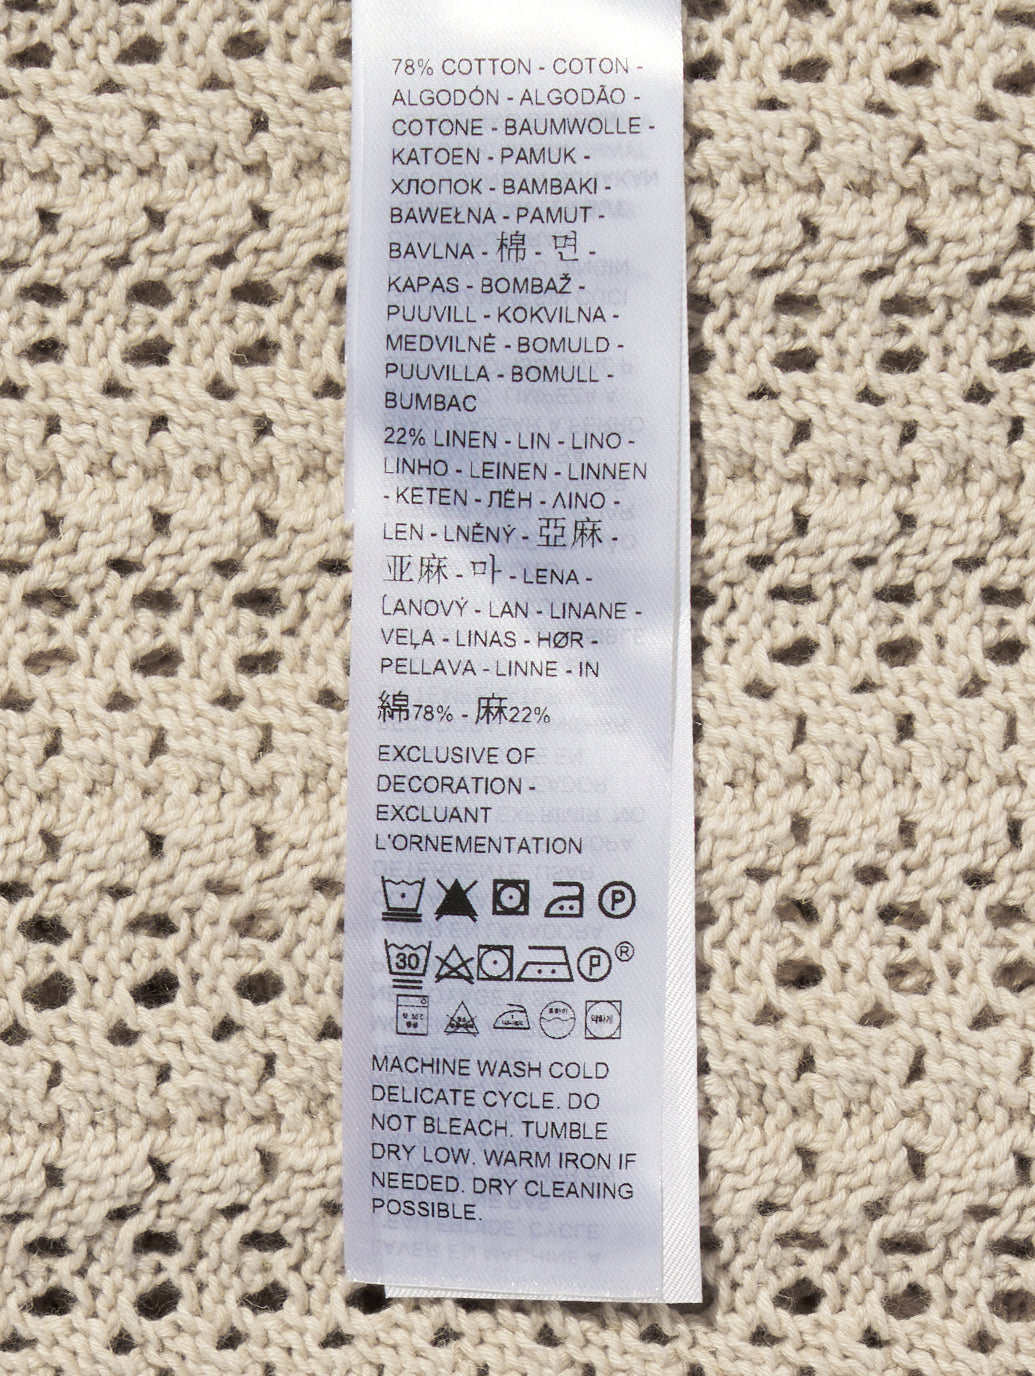 78% COTTON - COTON -
ALGODÓN - ALGODÃO -
COTONE - BAUMWOLLE -
KATOEN - PAMUK -
ХЛОПОК - BAMBAKI -
BAWEŁNA - PAMUT -
BAVLNA - 棉 - 면 -
KAPAS - BOMBAŽ -
PUUVILL - KOKVILNA -
MEDVILNĖ - BOMULD -
PUUVILLA - BOMULL -
BUMBAC
22% LINEN - LIN - LINO -
LINHO - LEINEN - LINNEN
- KETEN - ЛЁН - ΛΙΝΟ -
LEN - LNĚNÝ - 亞麻 -
亚麻 - 마 - LENA -
ĽANOVÝ - LAN - LINANE -
VEĻA - LINAS - HØR -
PELLAVA - LINNE - IN
綿78% - 麻22%
EXCLUSIVE OF
DECORATION -
EXCLUANT
L'ORNEMENTATION
P
30 P ®
약하게
MACHINE WASH COLD
DELICATE CYCLE. DO
NOT BLEACH. TUMBLE
DRY LOW. WARM IRON IF
NEEDED. DRY CLEANING
POSSIBLE.